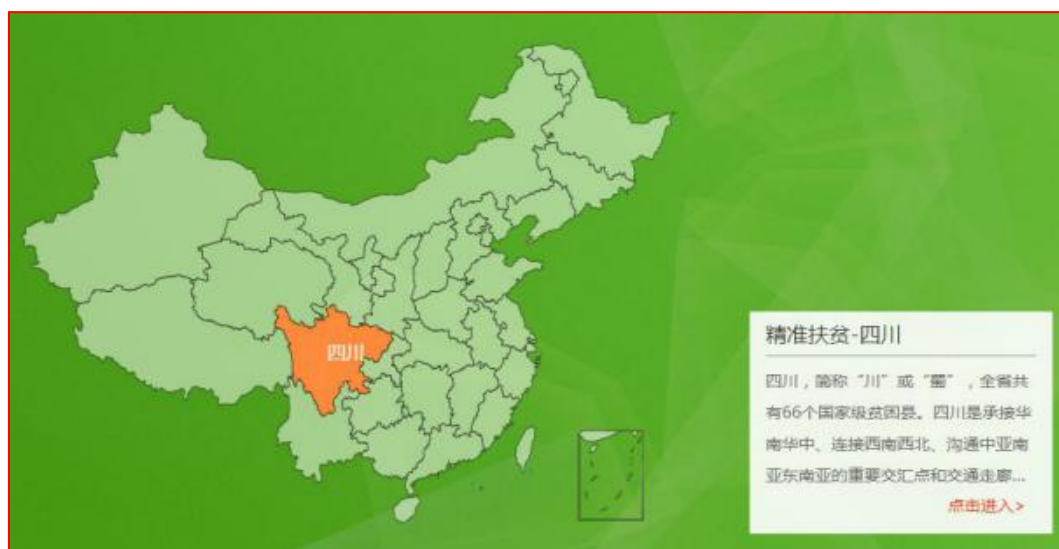 四川
精准扶贫-四川
四川，简称“川”或“蜀”，全省共
有66个国家级贫困县。四川是承接华
南华中、连接西南西北、沟通中亚南
亚东南亚的重要交汇点和交通走廊...
点击进入>